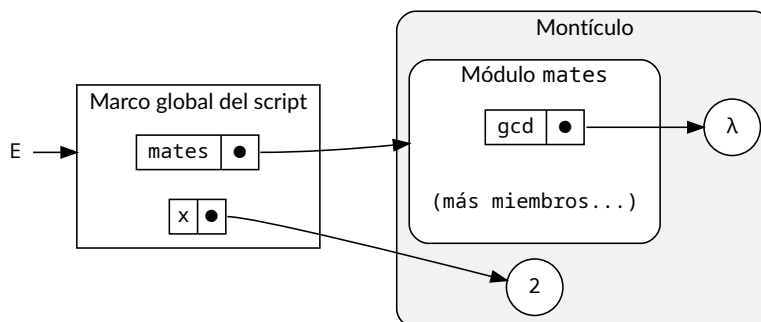 Montículo
Módulo mates
Marco global del script
gcd
λ
mates
E
(más miembros...)
x
2